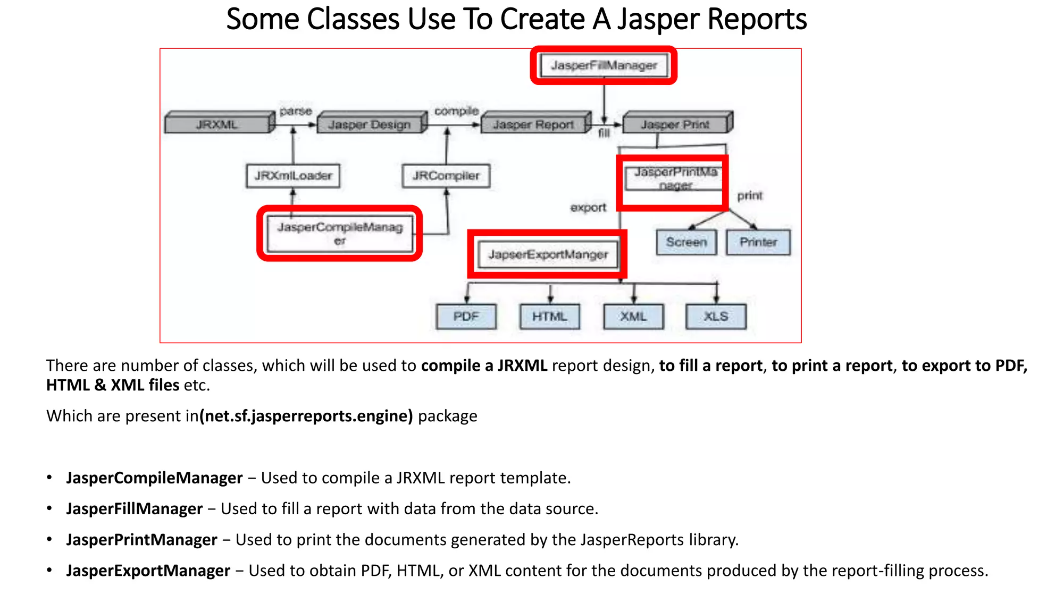 Some Classes Use To Create A Jasper Reports
JasperFillManager
parse
compile
JRXML
Jasper Design
Jasper Report
fill
Jasper Print
JRXmlLoader
JRCompiler
JasperPrintMa
nager
print
export
JasperCompileManag
er
Screen
Printer
JapserExportManger
PDF
HTML
XML
XLS
There are number of classes, which will be used to compile a JRXML report design, to fill a report, to print a report, to export to PDF,
HTML & XML files etc.
Which are present in(net.sf.jasperreports.engine) package
• JasperCompileManager − Used to compile a JRXML report template.
• JasperFillManager − Used to fill a report with data from the data source.
• JasperPrintManager − Used to print the documents generated by the JasperReports library.
• JasperExportManager − Used to obtain PDF, HTML, or XML content for the documents produced by the report-filling process.